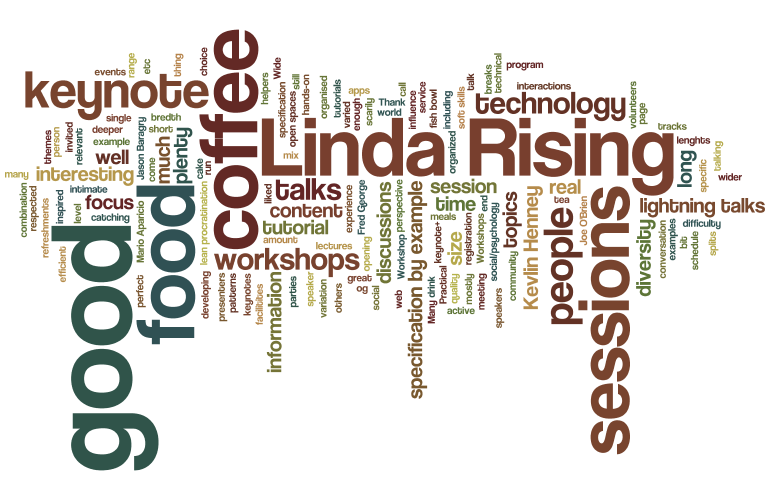 Linda Rising
good
coffee
sessions
food
keynote
technology
people
workshops
talks
content
tutorial
session
time
real
lightning talks
diversity
long
topics
Kevlin Henney
specification by example
discussions
information
interesting
focus
well
much
plenty
size
program
events
range
etc
thing
choice
helpers
Wide
specification
open spaces
still
hands-on
organised
tutorials
varied
enough
apps
scarily
Thank
world
call
influence
service
fish bowl
including
organized
soft skills
talk
breaks
technical
interactions
volunteers
page
tracks
lenghts
specific
talking
wider
single
bredth
deeper
short
example
themes
person
invited
relevant
Jason Baragry
come
cake
run
lean procratination
mix
many
intimate
catching
combination
respected
refreshments
inspired
level
efficient
Mario Aparicio
perfect
developing
presenters
patterns
keynotes
facilibites
amount
lectures
liked
experience
Fred George
opening
parties
speaker
variation
others
great
og
social
web
Workshop
perspective
meals
Many
drink
Practical
keynote+
quality
mostly
registration
active
Workshops
meeting
end
social/psychology
speakers
community
tea
Joe O'Brien
conversation
examples
bit
difficulty
schedule
splibs